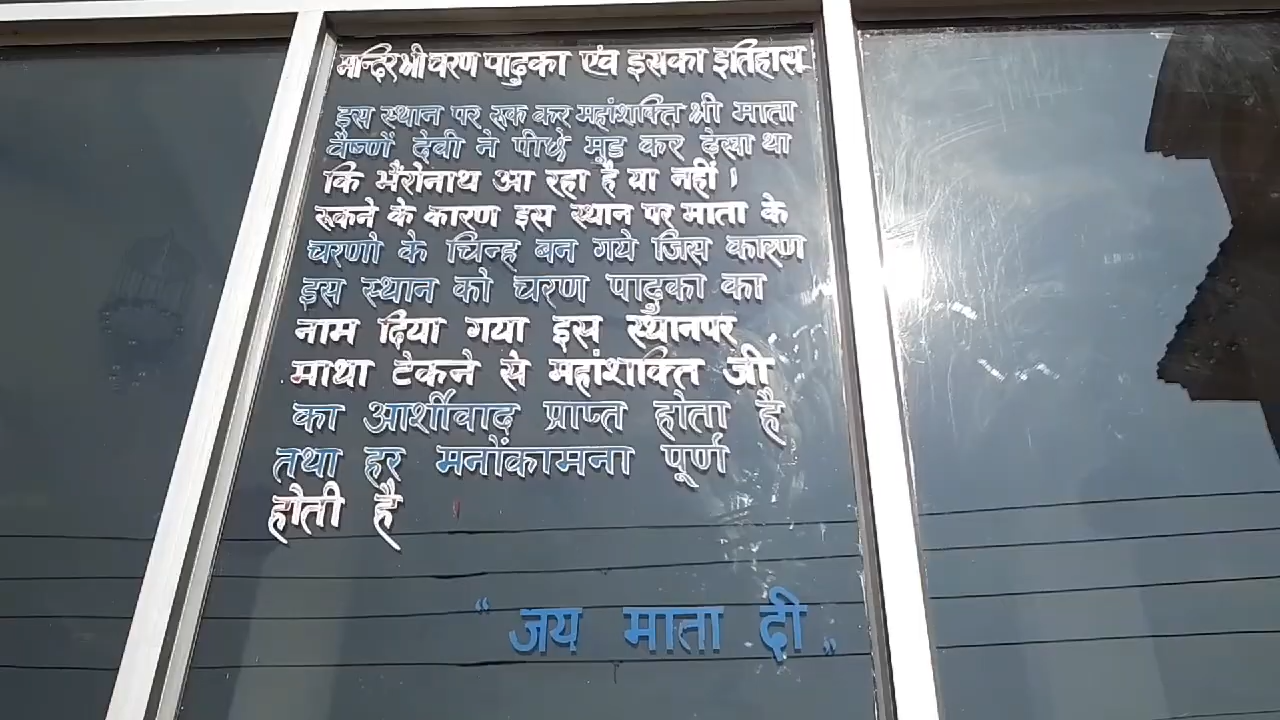 मन्दिर श्री चरण पादुका एंव इसका इतिहास
इस स्थान पर रूक कर महांशक्ति श्री माता
वैष्णें देवी ने पीछे मुड कर देखा था
कि भैंरोनाथ आ रहा है या नहीं।
रूकने के कारण इस स्थान पर माता के
चरणो के चिन्ह बन गये जिस कारण
इस स्थान को चरण पादुका का
नाम दिया गया इस स्थानपर
माथा टेकने से महांशक्ति जी
का आर्शीवाद प्राप्त होता है
तथा हर मनोंकामना पूर्ण
होती है
“ जय माता दी „